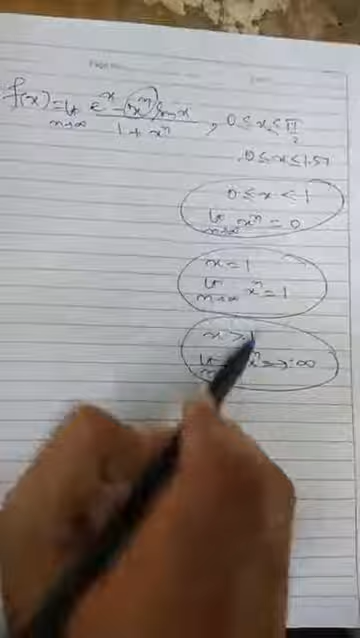 f(x) = lt n→∞ (e^x - x^n sin x) / (1 + x^n) , 0 ≤ x ≤ π/2
0 ≤ x ≤ 1.57
0 ≤ x < 1
lt n→∞ x^n = 0
x = 1
lt n→∞ x^n = 1
x > 1
lt x^n → ∞